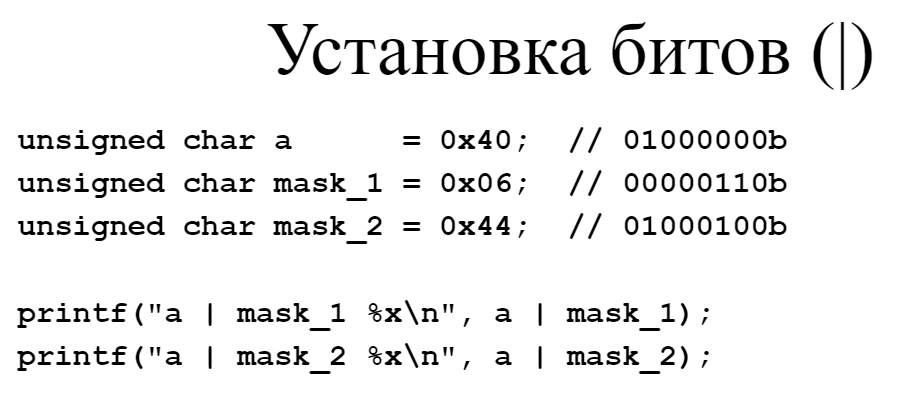 Установка битов (|)
unsigned char a      = 0x40;  // 01000000b
unsigned char mask_1 = 0x06;  // 00000110b
unsigned char mask_2 = 0x44;  // 01000100b
printf("a | mask_1 %x\n", a | mask_1);
printf("a | mask_2 %x\n", a | mask_2);